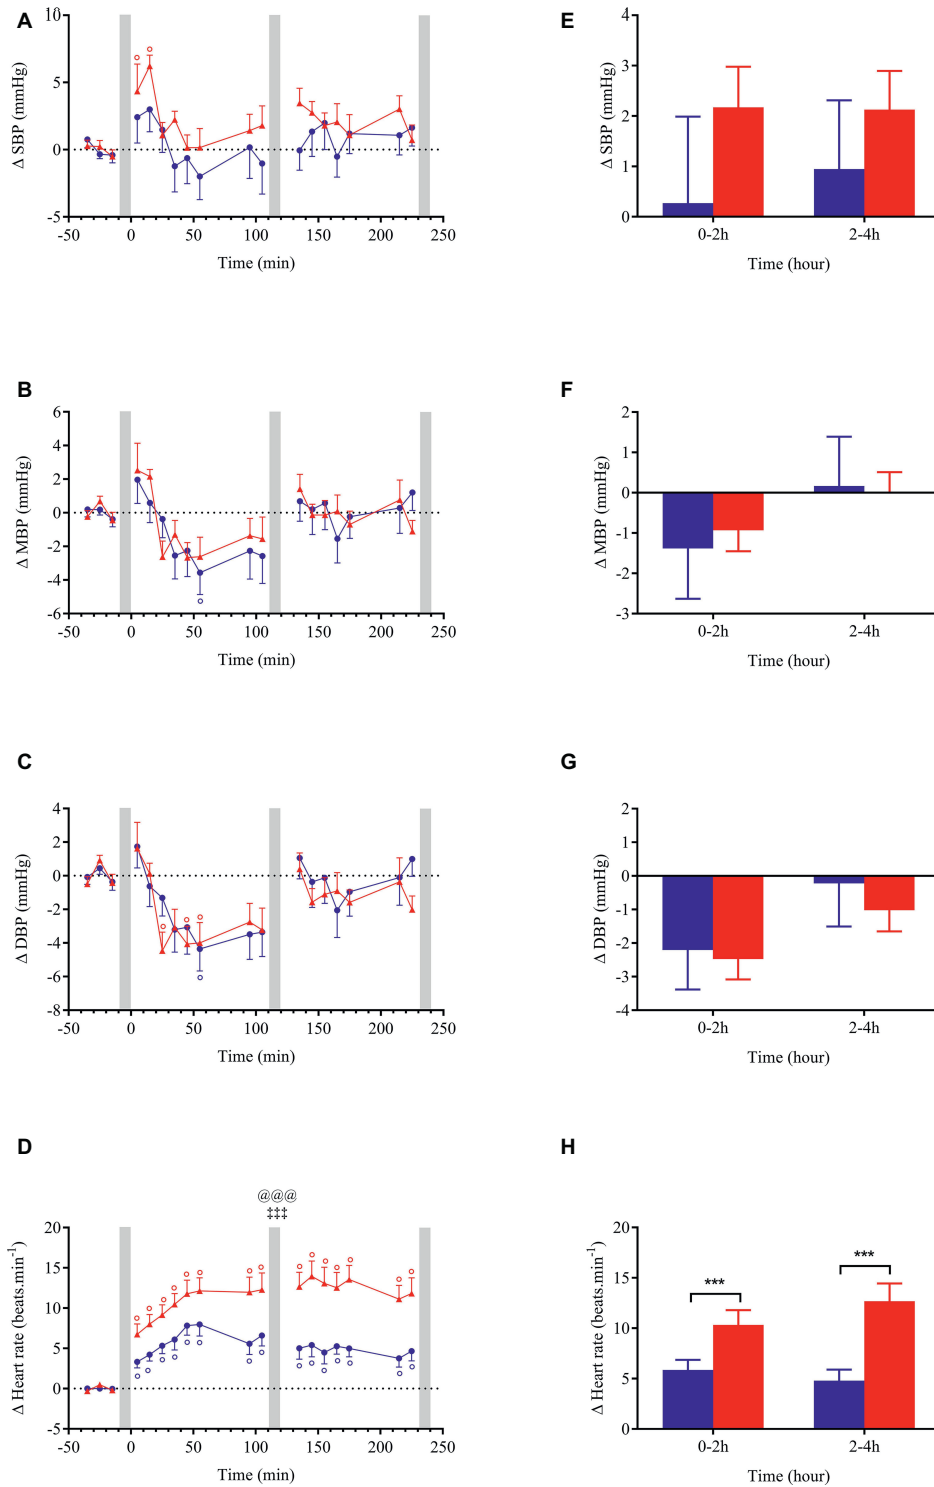 A
Δ SBP (mmHg)
10
5
0
-5
-50 0 50 100 150 200 250
Time (min)
E
Δ SBP (mmHg)
4
3
2
1
0
0-2h 2-4h
Time (hour)
B
Δ MBP (mmHg)
6
4
2
0
-2
-4
-6
-50 0 50 100 150 200 250
Time (min)
F
Δ MBP (mmHg)
2
1
0
-1
-2
-3
0-2h 2-4h
Time (hour)
C
Δ DBP (mmHg)
4
2
0
-2
-4
-6
-8
-50 0 50 100 150 200 250
Time (min)
G
Δ DBP (mmHg)
2
1
0
-1
-2
-3
-4
0-2h 2-4h
Time (hour)
D
@@@
‡‡‡
Δ Heart rate (beats.min⁻¹)
20
15
10
5
0
-5
-50 0 50 100 150 200 250
Time (min)
H
Δ Heart rate (beats.min⁻¹)
20
15
10
5
0
***
***
0-2h 2-4h
Time (hour)